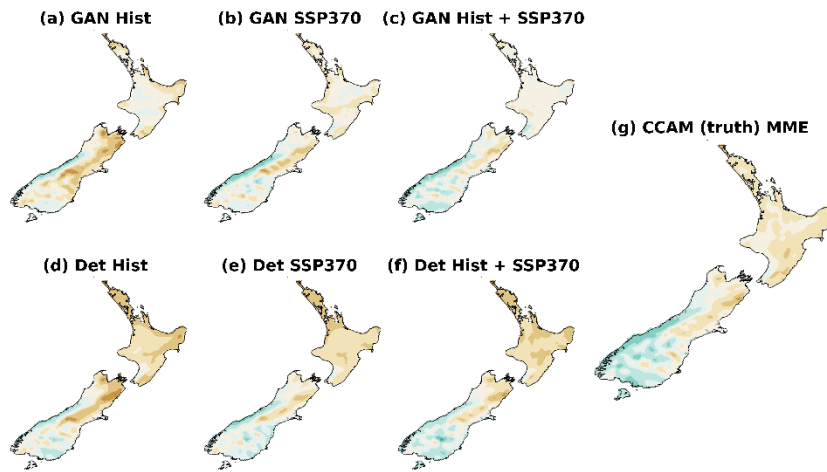 (a) GAN Hist
(b) GAN SSP370
(c) GAN Hist + SSP370
(g) CCAM (truth) MME
(d) Det Hist
(e) Det SSP370
(f) Det Hist + SSP370